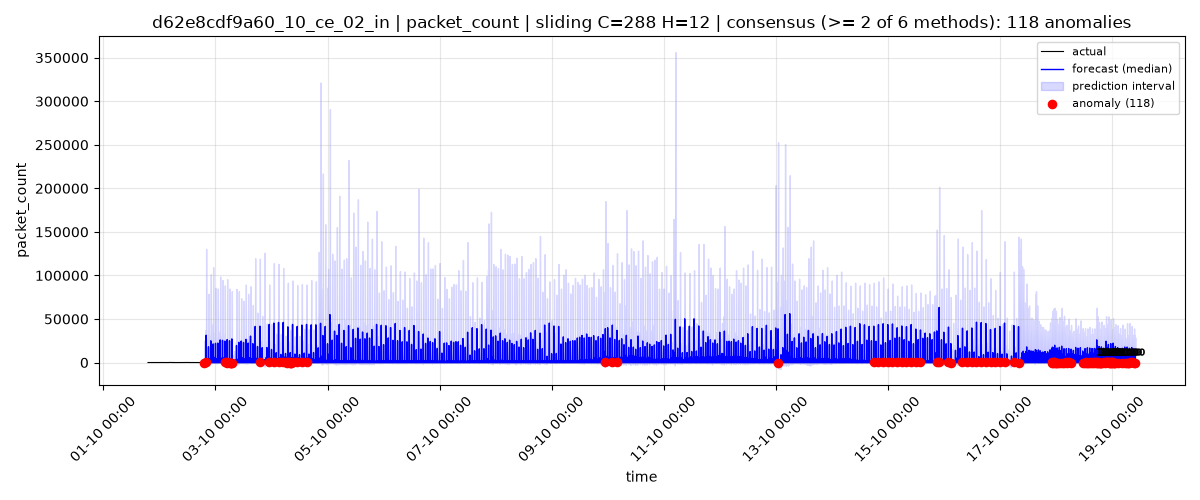 d62e8cdf9a60_10_ce_02_in | packet_count | sliding C=288 H=12 | consensus (>= 2 of 6 methods): 118 anomalies
350000
300000
250000
200000
150000
100000
50000
0
packet_count
actual
forecast (median)
prediction interval
anomaly (118)
01-10 00:00
03-10 00:00
05-10 00:00
07-10 00:00
09-10 00:00
11-10 00:00
13-10 00:00
15-10 00:00
17-10 00:00
19-10 00:00
time